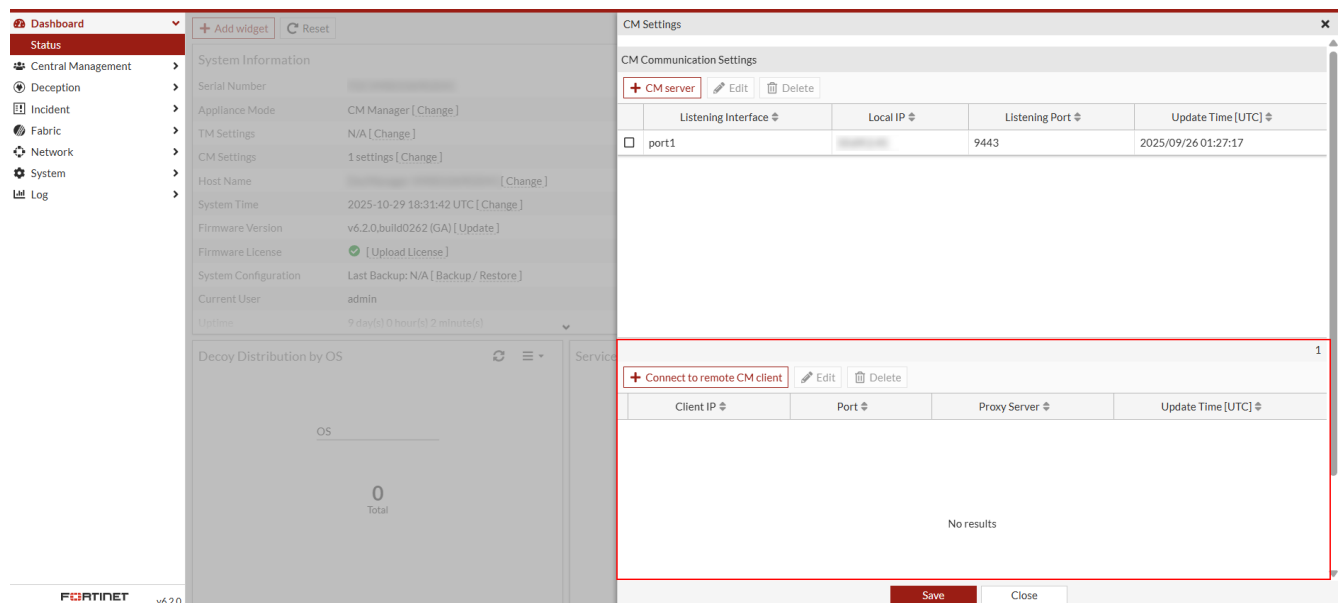 Dashboard
Status
Central Management
Deception
Incident
Fabric
Network
System
Log
FORTINET v6.2.0
+ Add widget Reset
System Information
Serial Number
Appliance Mode CM Manager [ Change ]
TM Settings N/A [ Change ]
CM Settings 1 settings [ Change ]
Host Name [ Change ]
System Time 2025-10-29 18:31:42 UTC [ Change ]
Firmware Version v6.2.0,build0262 (GA) [ Update ]
Firmware License [ Upload License ]
System Configuration Last Backup: N/A [ Backup / Restore ]
Current User admin
Uptime 9 day(s) 0 hour(s) 2 minute(s)
Decoy Distribution by OS
OS
0
Total
Service
CM Settings
CM Communication Settings
+ CM server Edit Delete
Listening Interface Local IP Listening Port Update Time [UTC]
port1 9443 2025/09/26 01:27:17
1
+ Connect to remote CM client Edit Delete
Client IP Port Proxy Server Update Time [UTC]
No results
Save Close